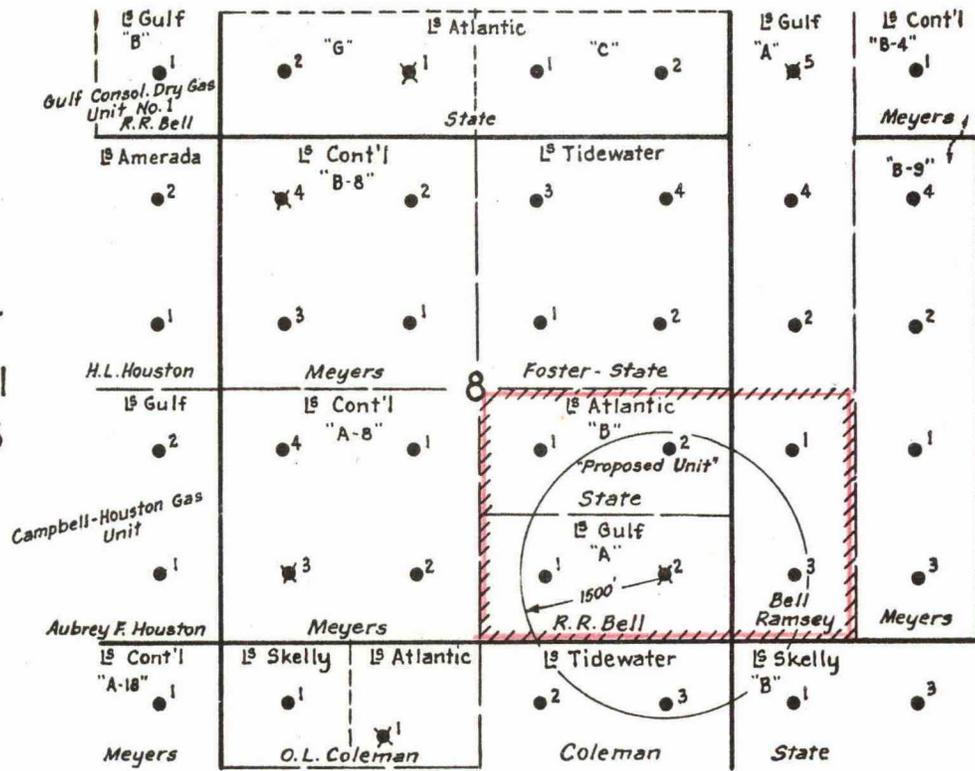 Ls Gulf
"B"
1
Gulf Consol. Dry Gas
Unit No. 1
R.R. Bell
Ls Atlantic
"G"
"C"
2
1
1
2
State
Ls Gulf
"A"
5
Ls Cont'l
"B-4"
1
Meyers
Ls Amerada
2
1
H.L. Houston
Ls Cont'l
"B-8"
4
2
3
1
Meyers
Ls Tidewater
3
4
1
2
Foster - State
4
2
"B-9"
4
2
8
Ls Gulf
2
Campbell-Houston Gas
Unit
1
Aubrey F. Houston
Ls Cont'l
"A-8"
4
1
3
2
Meyers
Ls Atlantic
"B"
1
2
"Proposed Unit"
State
Ls Gulf
"A"
1
2
1500'
R.R. Bell
1
3
Bell
Ramsey
1
3
Meyers
Ls Cont'l
"A-18"
1
Meyers
Ls Skelly
1
Ls Atlantic
1
O.L. Coleman
Ls Tidewater
2
3
Coleman
Ls Skelly
"B"
1
State
3